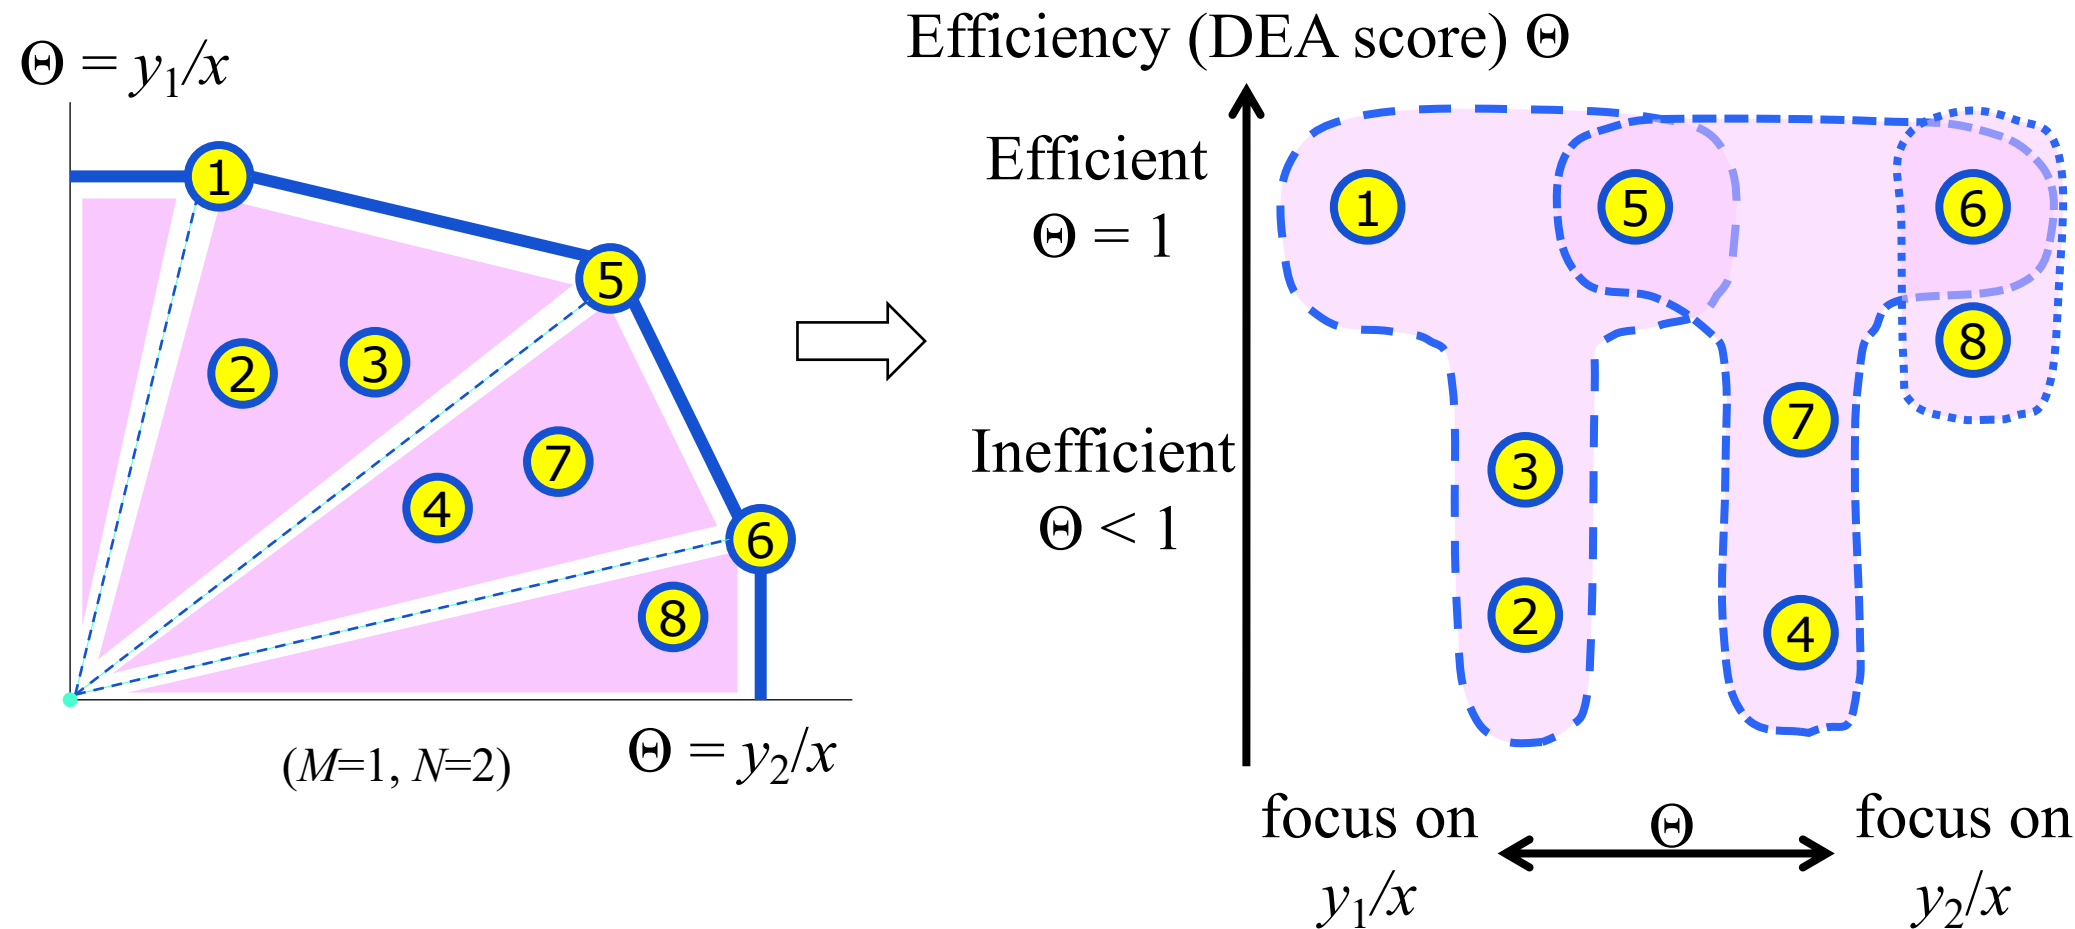 Θ = y₁/x
1
5
2
3
7
4
6
8
(M=1, N=2)
Θ = y₂/x
Efficiency (DEA score) Θ
Efficient
Θ = 1
Inefficient
Θ < 1
1
5
6
8
7
3
2
4
focus on
y₁/x
Θ
focus on
y₂/x